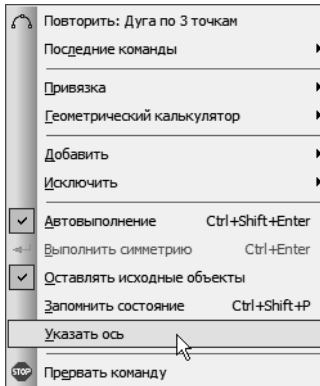 Повторить: Дуга по 3 точкам
Последние команды
Привязка
Геометрический калькулятор
Добавить
Исключить
Автовыполнение Ctrl+Shift+Enter
Выполнить симметрию Ctrl+Enter
Оставлять исходные объекты
Запомнить состояние Ctrl+Shift+P
Указать ось
STOP Прервать команду